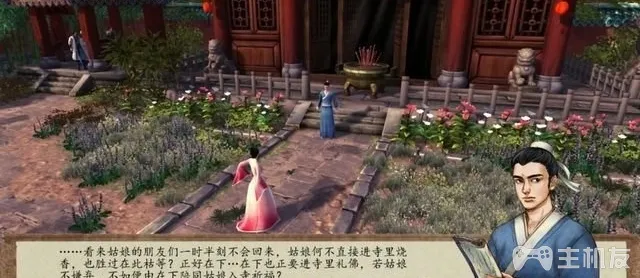 ……看来姑娘的朋友们一时半刻不会回来，姑娘何不直接进寺里烧
香，也胜过在此枯等？正好在下…在下也正要进寺里礼佛，若姑娘
不嫌弃，不如便由在下陪同姑娘入寺祈福？
主机友